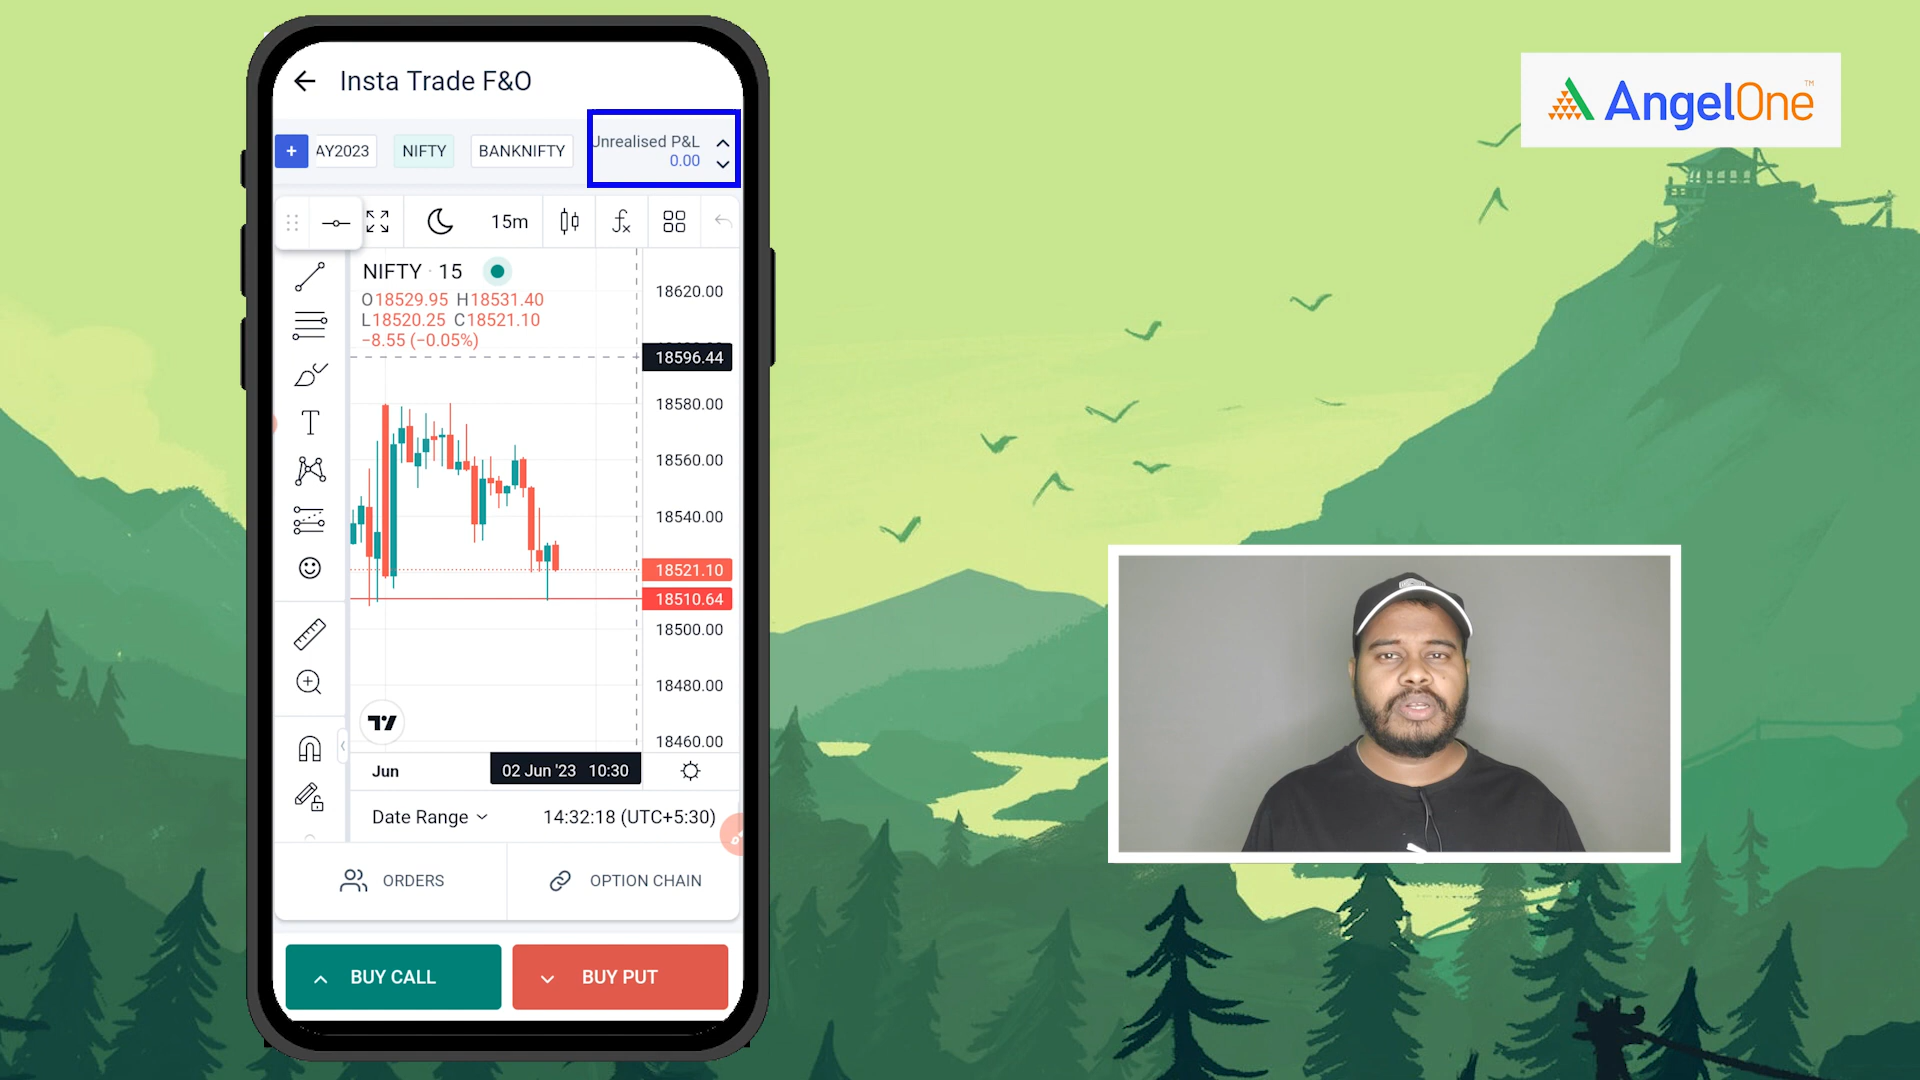 Insta Trade F&O
+ AY2023 NIFTY BANKNIFTY
Unrealised P&L
0.00
15m
NIFTY · 15
O18529.95 H18531.40
L18520.25 C18521.10
−8.55 (−0.05%)
18620.00
18596.44
18580.00
18560.00
18540.00
18521.10
18510.64
18500.00
18480.00
18460.00
Jun
02 Jun '23 10:30
Date Range
14:32:18 (UTC+5:30)
ORDERS
OPTION CHAIN
BUY CALL
BUY PUT
AngelOne™